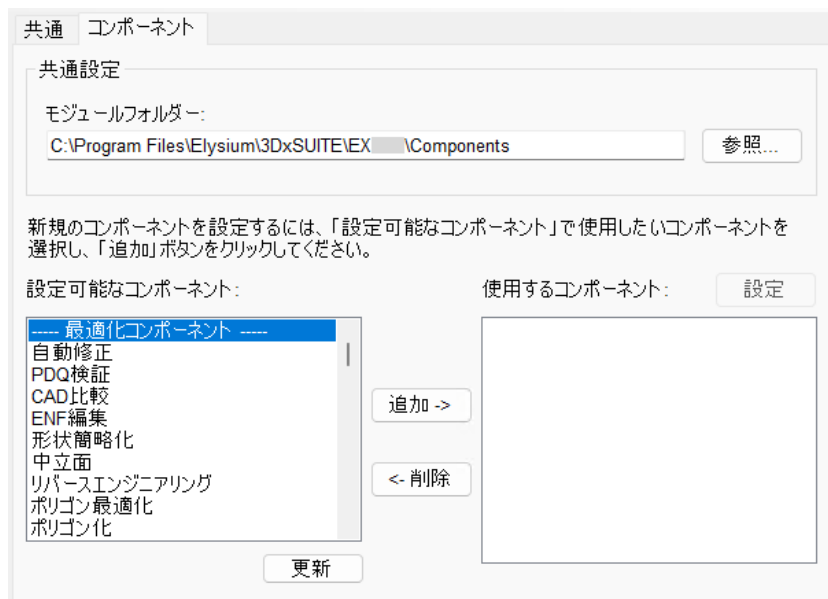 共通 コンポーネント
共通設定
モジュールフォルダー:
C:\Program Files\Elysium\3DxSUITE\EX \Components 参照...
新規のコンポーネントを設定するには、「設定可能なコンポーネント」で使用したいコンポーネントを
選択し、「追加」ボタンをクリックしてください。
設定可能なコンポーネント: 使用するコンポーネント: 設定
----- 最適化コンポーネント -----
自動修正
PDQ検証
CAD比較
ENF編集
形状簡略化
中立面
リバースエンジニアリング
ポリゴン最適化
ポリゴン化
追加 ->
<- 削除
更新